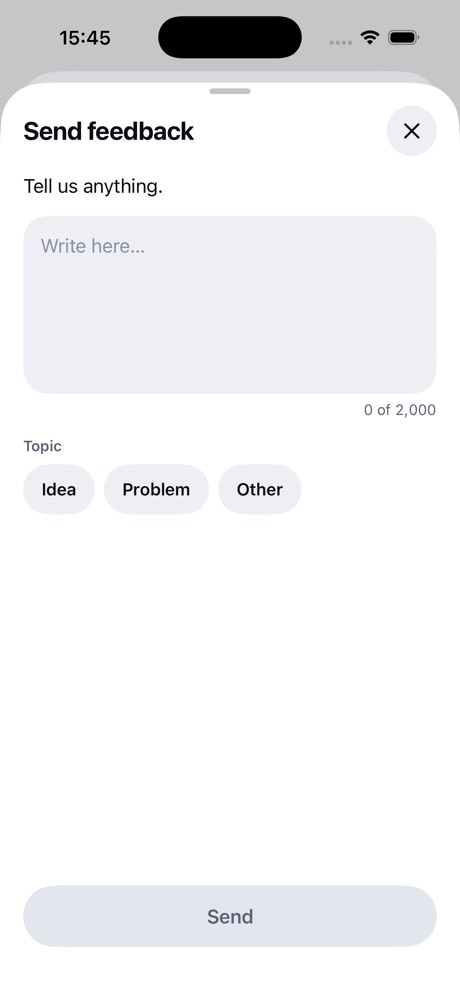 15:45
Send feedback
Tell us anything.
Write here...
0 of 2,000
Topic
Idea Problem Other
Send